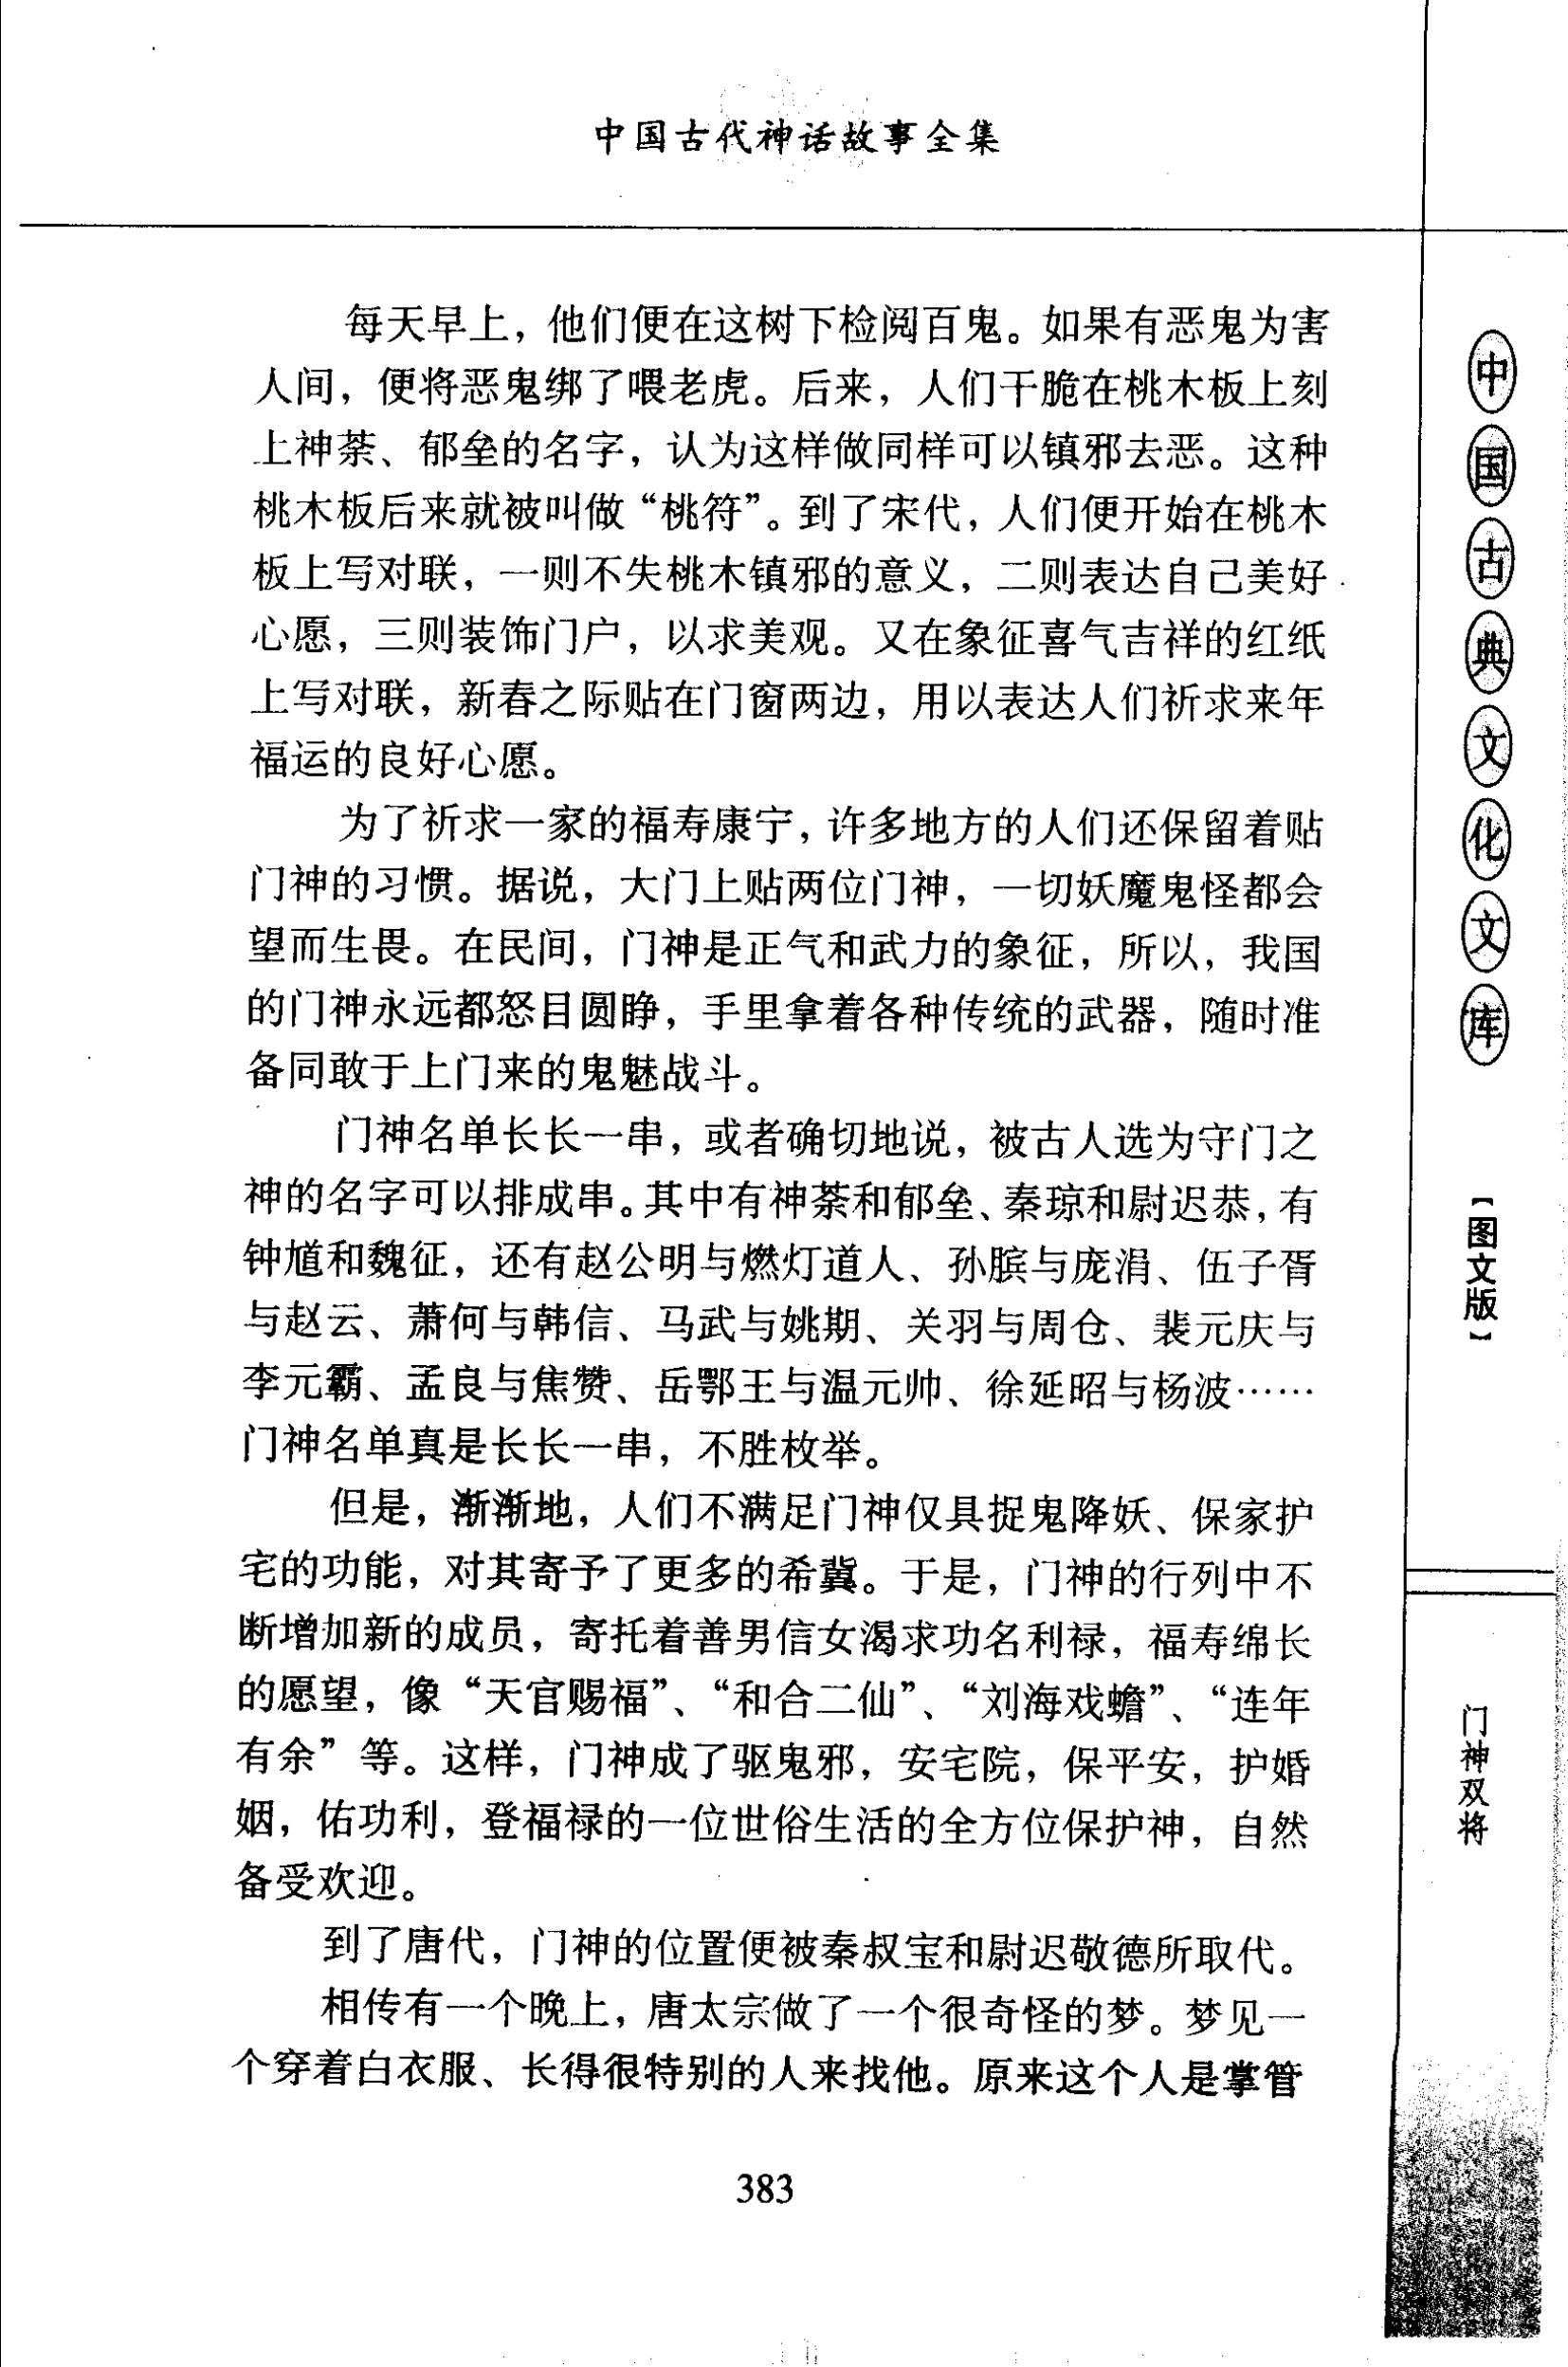 中国古代神话故事全集
每天早上，他们便在这树下检阅百鬼。如果有恶鬼为害
人间，便将恶鬼绑了喂老虎。后来，人们干脆在桃木板上刻
上神荼、郁垒的名字，认为这样做同样可以镇邪去恶。这种
桃木板后来就被叫做“桃符”。到了宋代，人们便开始在桃木
板上写对联，一则不失桃木镇邪的意义，二则表达自己美好
心愿，三则装饰门户，以求美观。又在象征喜气吉祥的红纸
上写对联，新春之际贴在门窗两边，用以表达人们祈求来年
福运的良好心愿。
为了祈求一家的福寿康宁，许多地方的人们还保留着贴
门神的习惯。据说，大门上贴两位门神，一切妖魔鬼怪都会
望而生畏。在民间，门神是正气和武力的象征，所以，我国
的门神永远都怒目圆睁，手里拿着各种传统的武器，随时准
备同敢于上门来的鬼魅战斗。
门神名单长长一串，或者确切地说，被古人选为守门之
神的名字可以排成串。其中有神荼和郁垒、秦琼和尉迟恭，有
钟馗和魏征，还有赵公明与燃灯道人、孙膑与庞涓、伍子胥
与赵云、萧何与韩信、马武与姚期、关羽与周仓、裴元庆与
李元霸、孟良与焦赞、岳鄂王与温元帅、徐延昭与杨波……
门神名单真是长长一串，不胜枚举。
但是，渐渐地，人们不满足门神仅具捉鬼降妖、保家护
宅的功能，对其寄予了更多的希冀。于是，门神的行列中不
断增加新的成员，寄托着善男信女渴求功名利禄，福寿绵长
的愿望，像“天官赐福”、“和合二仙”、“刘海戏蟾”、“连年
有余”等。这样，门神成了驱鬼邪，安宅院，保平安，护婚
姻，佑功利，登福禄的一位世俗生活的全方位保护神，自然
备受欢迎。
到了唐代，门神的位置便被秦叔宝和尉迟敬德所取代。
相传有一个晚上，唐太宗做了一个很奇怪的梦。梦见一
个穿着白衣服、长得很特别的人来找他。原来这个人是掌管
383
中国古典文化文库
【图文版】
门神双将